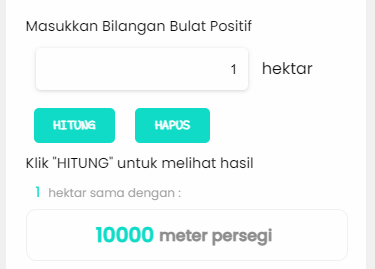 Masukkan Bilangan Bulat Positif
1 hektar
HITUNG HAPUS
Klik "HITUNG" untuk melihat hasil
1 hektar sama dengan :
10000 meter persegi